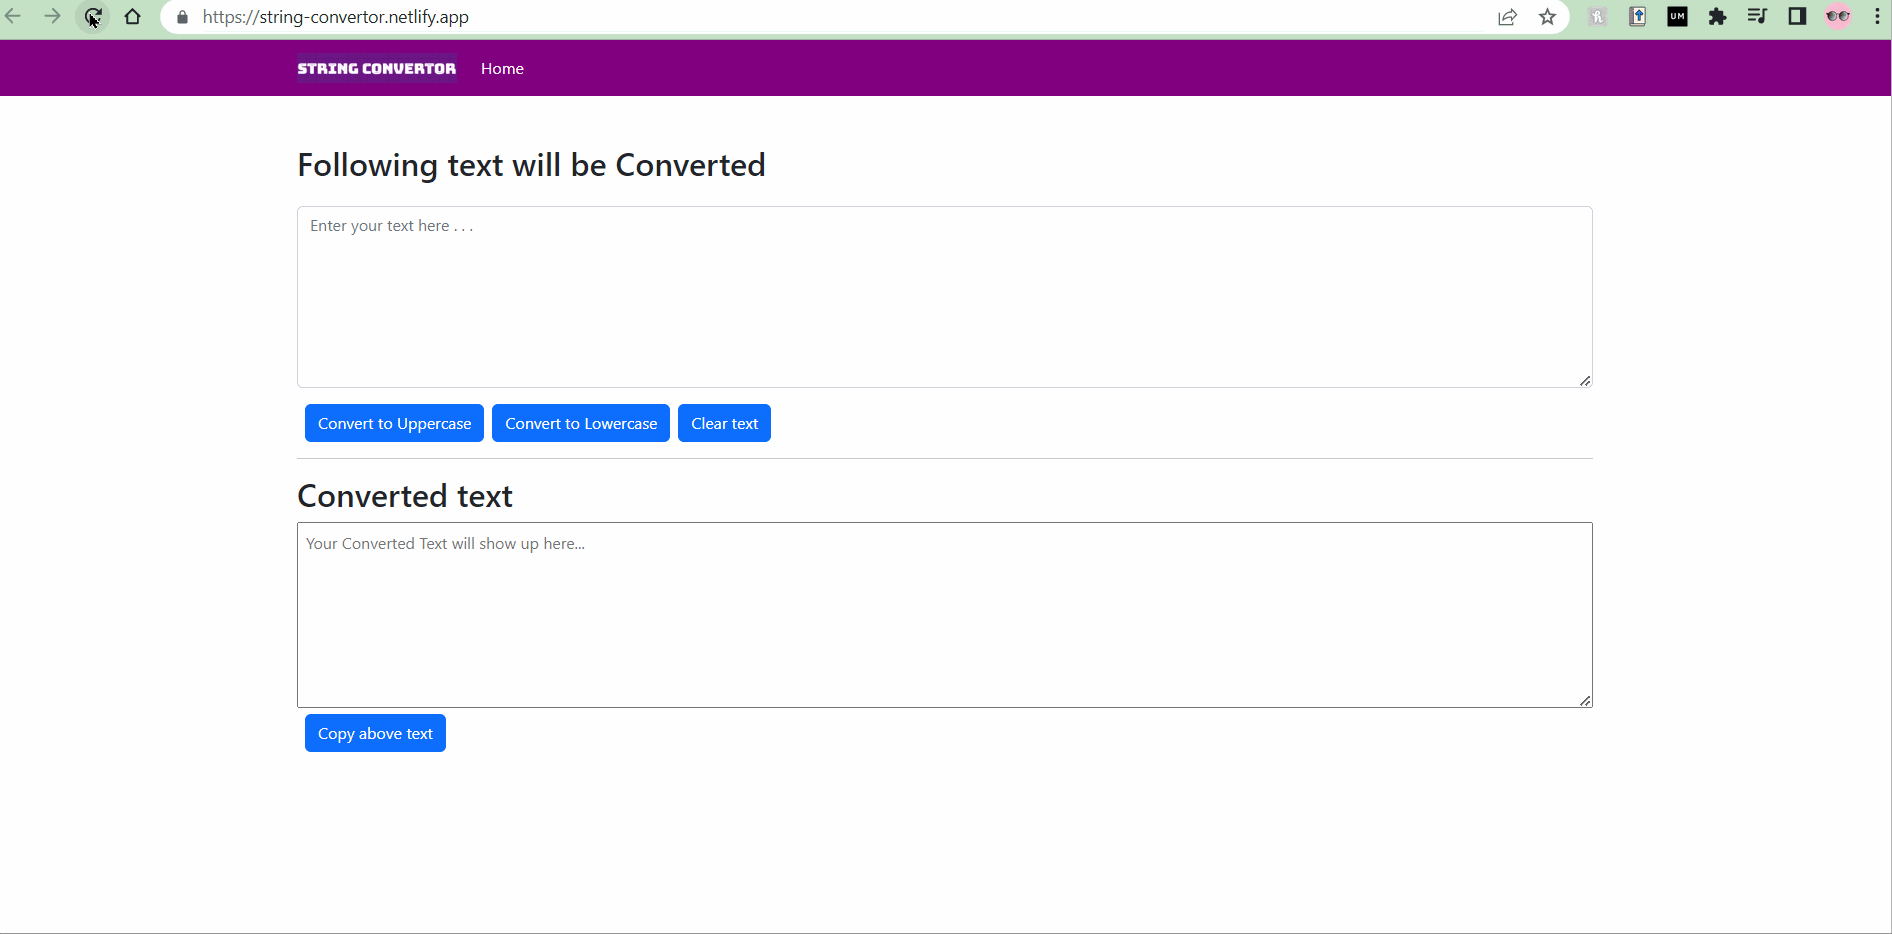 https://string-convertor.netlify.app
UM
STRING CONVERTOR Home
Following text will be Converted
Enter your text here . . .
Convert to Uppercase Convert to Lowercase Clear text
Converted text
Your Converted Text will show up here...
Copy above text